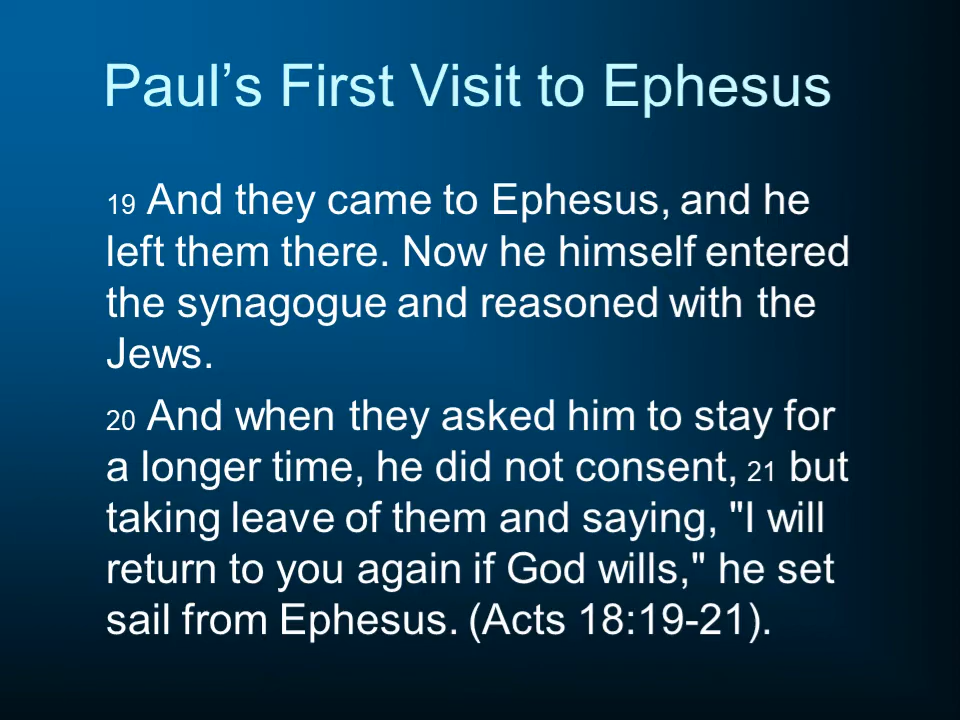 Paul’s First Visit to Ephesus
19 And they came to Ephesus, and he
left them there. Now he himself entered
the synagogue and reasoned with the
Jews.
20 And when they asked him to stay for
a longer time, he did not consent, 21 but
taking leave of them and saying, "I will
return to you again if God wills," he set
sail from Ephesus. (Acts 18:19-21).